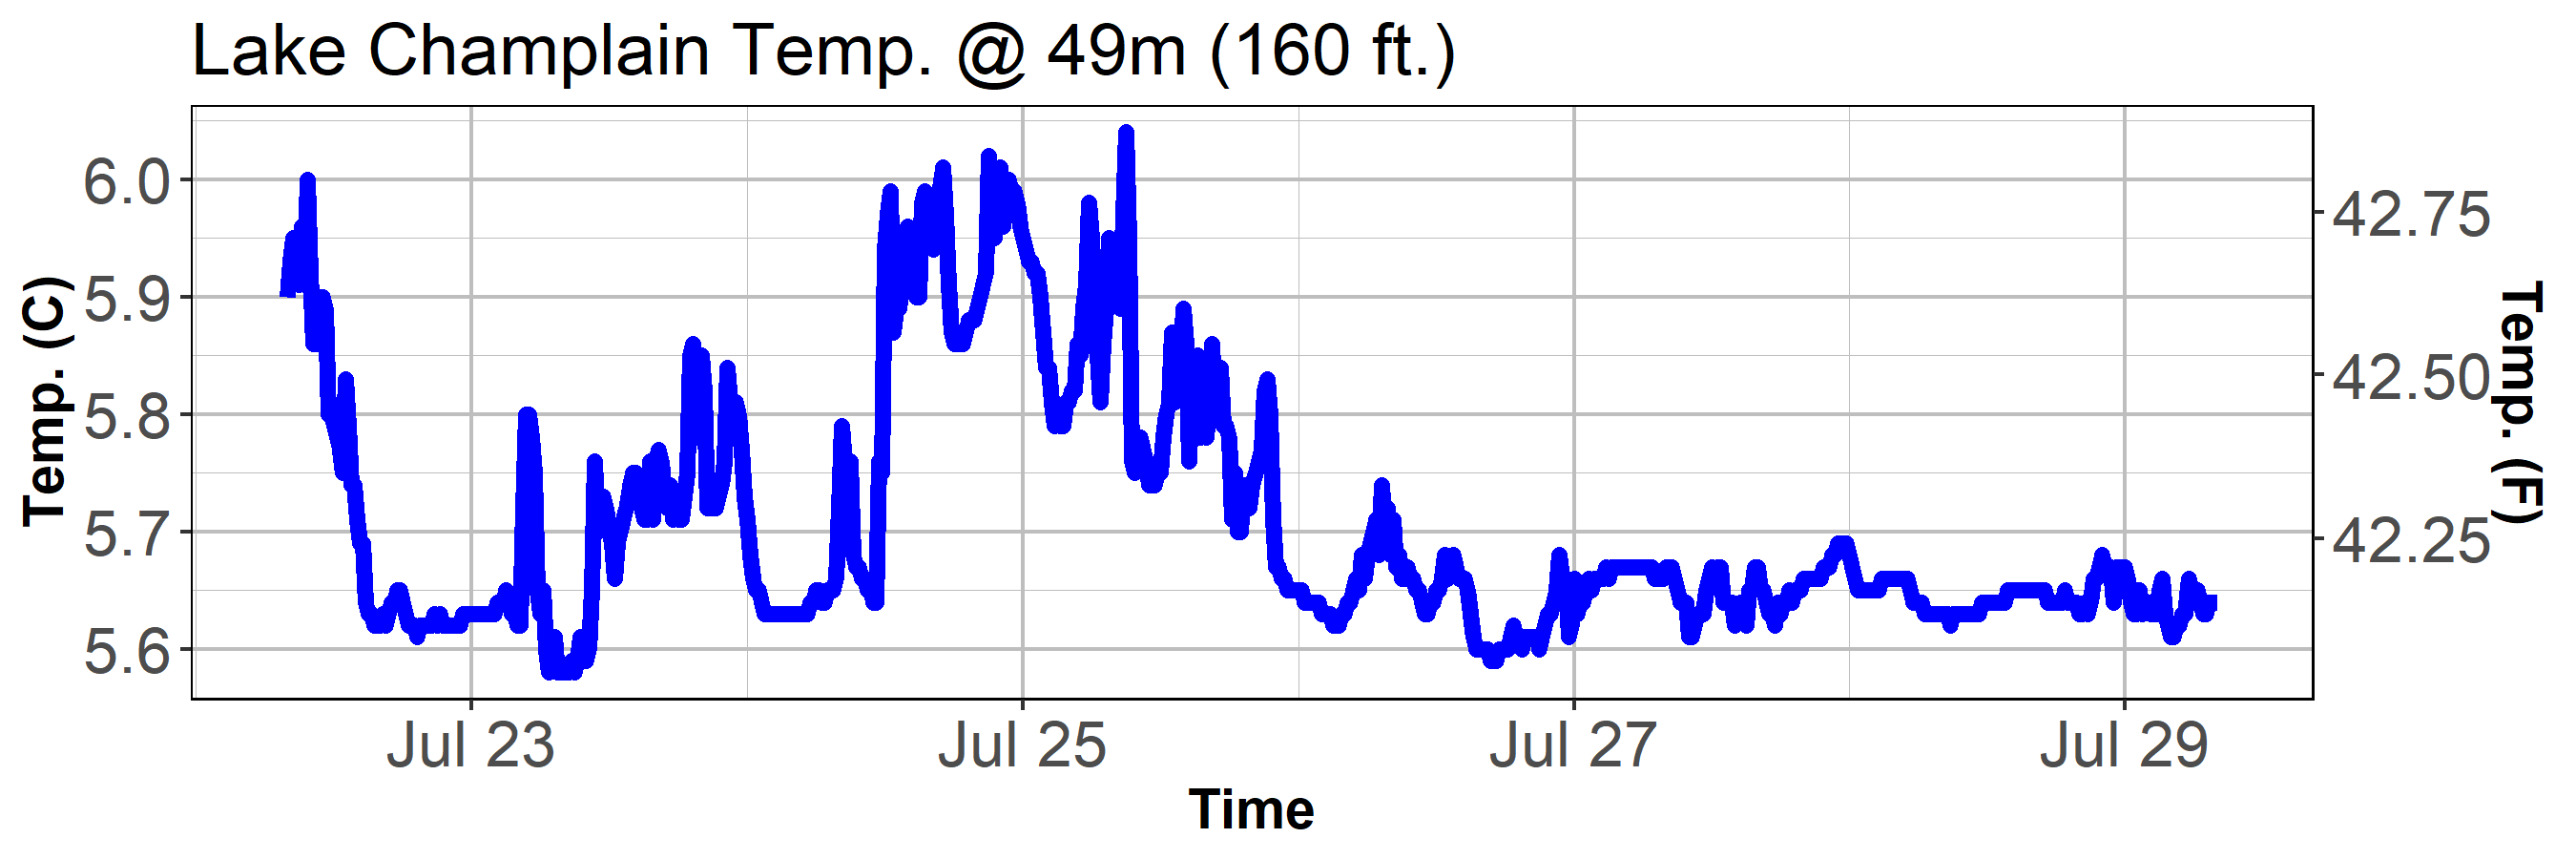 Lake Champlain Temp. @ 49m (160 ft.)
Temp. (C)
6.0
5.9
5.8
5.7
5.6
42.75
42.50
42.25
Temp. (F)
Jul 23
Jul 25
Jul 27
Jul 29
Time